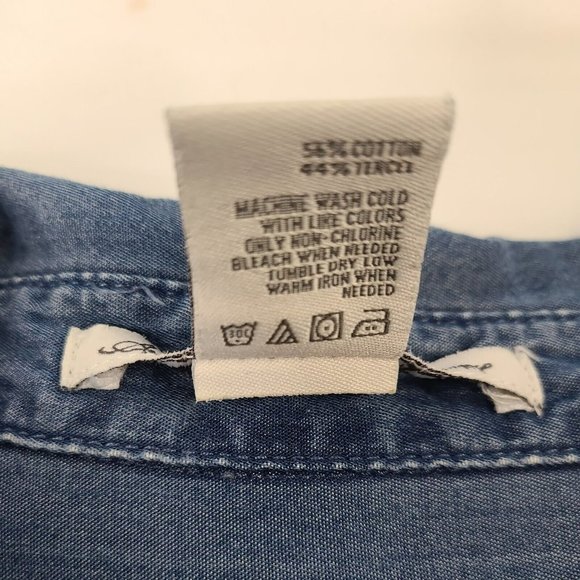 56% COTTON
44% TENCEL
MACHINE WASH COLD
WITH LIKE COLORS
ONLY NON-CHLORINE
BLEACH WHEN NEEDED
TUMBLE DRY LOW
WARM IRON WHEN
NEEDED
30C